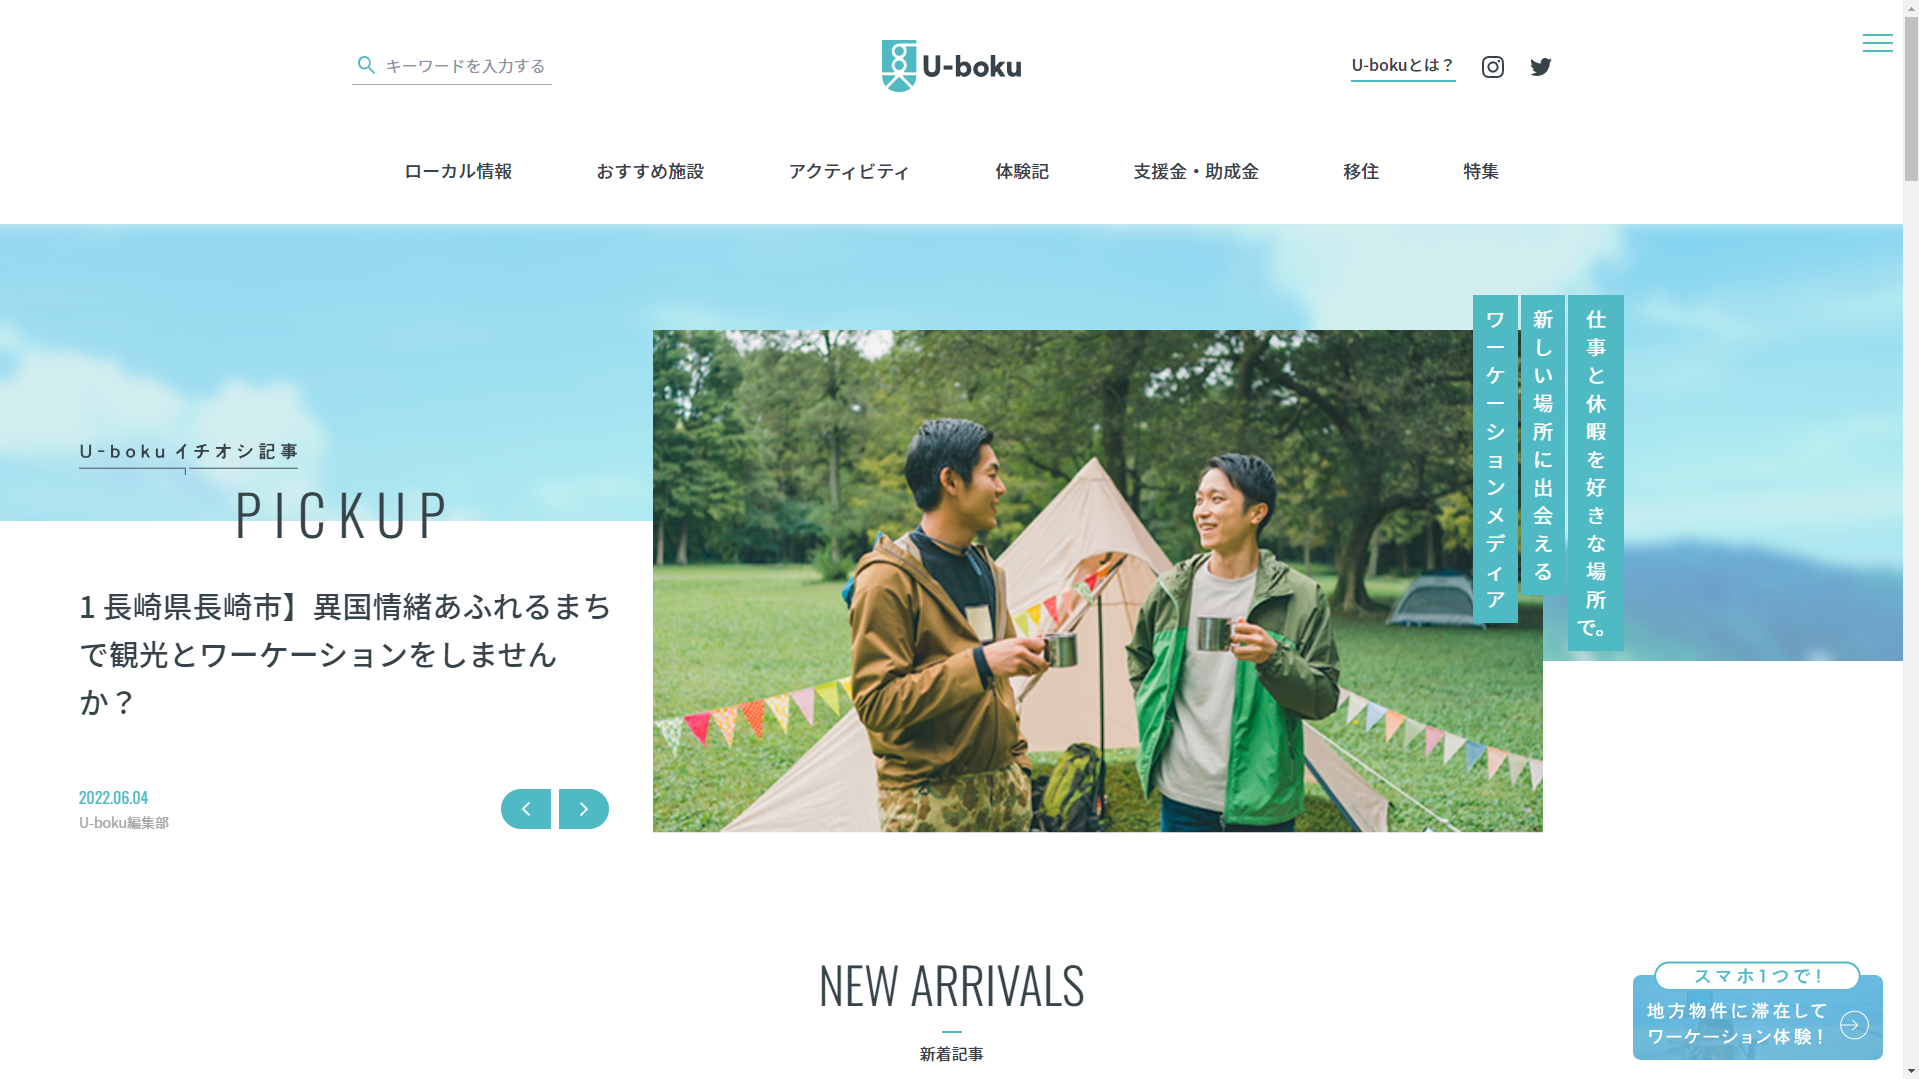 キーワードを入力する
U-boku
U-bokuとは？
ローカル情報
おすすめ施設
アクティビティ
体験記
支援金・助成金
移住
特集
仕事と休暇を好きな場所で。
新しい場所に出会える
ワーケーションメディア
U-boku イチオシ記事
PICKUP
1 長崎県長崎市】異国情緒あふれるまち
で観光とワーケーションをしません
か？
2022.06.04
U-boku編集部
NEW ARRIVALS
新着記事
スマホ1つで!
地方物件に滞在して
ワーケーション体験!